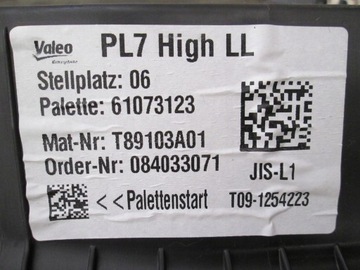 Valeo PL7 High LL
Stellplatz: 06
Palette: 61073123
Mat-Nr: T89103A01
Order-Nr: 084033071
JIS-L1
<<Palettenstart T09-1254223